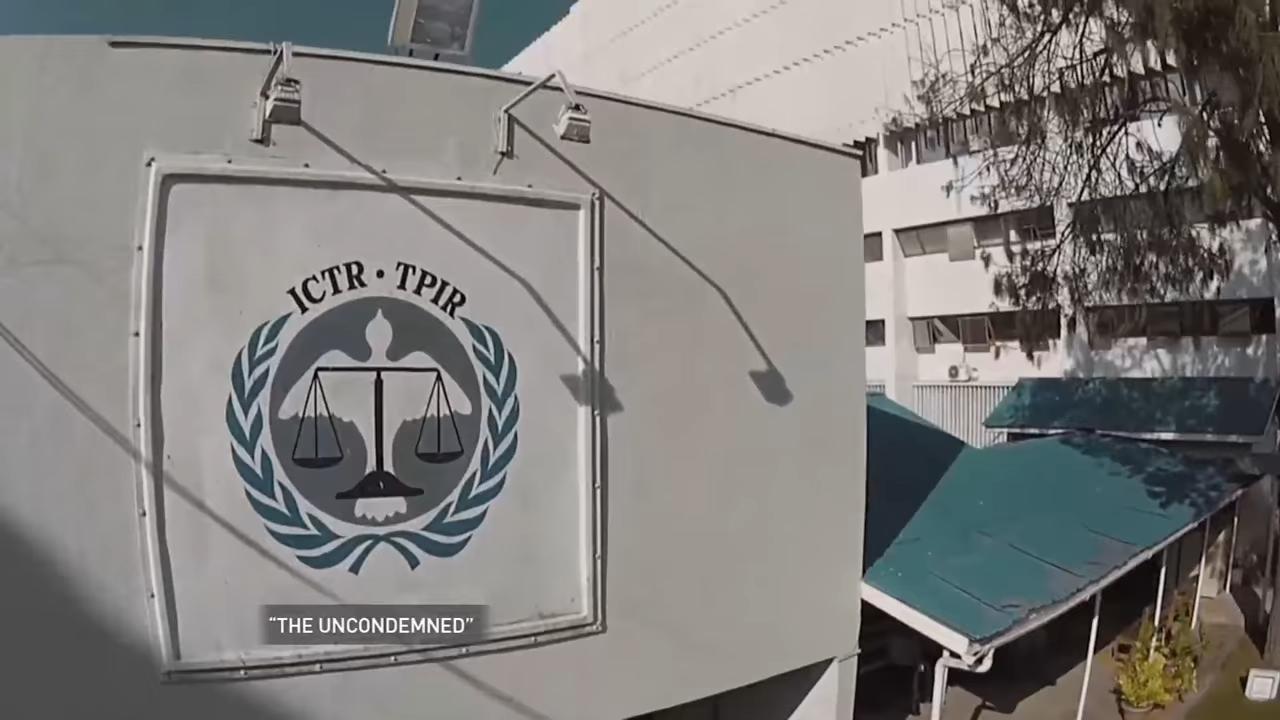 ICTR • TPIR
“THE UNCONDEMNED”